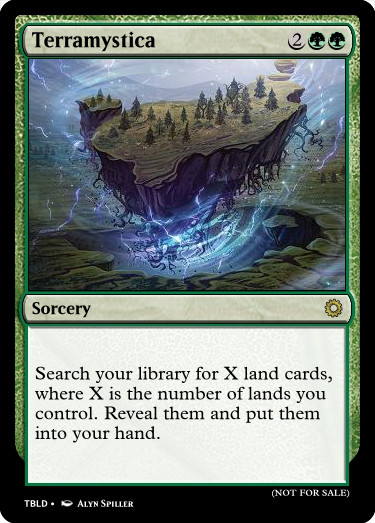 Terramystica 2
Sorcery
Search your library for X land cards,
where X is the number of lands you
control. Reveal them and put them
into your hand.
(NOT FOR SALE)
TBLD • ALYN SPILLER